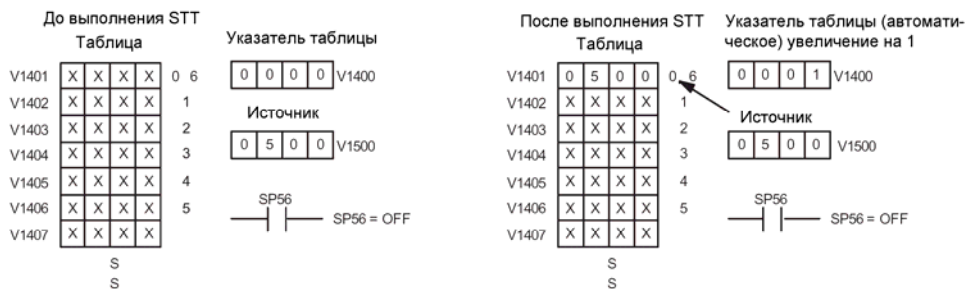 До выполнения STT
Таблица
Указатель таблицы
V1401 X X X X 0 6
0 0 0 0 V1400
V1402 X X X X 1
Источник
V1403 X X X X 2
0 5 0 0 V1500
V1404 X X X X 3
V1405 X X X X 4
SP56
V1406 X X X X 5
SP56 = OFF
V1407 X X X X
S
S
После выполнения STT
Таблица
Указатель таблицы (автомати-
ческое) увеличение на 1
V1401 0 5 0 0 0 6
0 0 0 1 V1400
V1402 X X X X 1
Источник
V1403 X X X X 2
0 5 0 0 V1500
V1404 X X X X 3
V1405 X X X X 4
SP56
V1406 X X X X 5
SP56 = OFF
V1407 X X X X
S
S